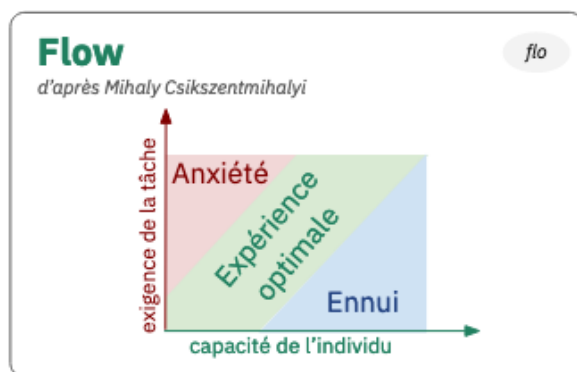 Flow
flo
d'après Mihaly Csikszentmihalyi
exigence de la tâche
Anxiété
Expérience
optimale
Ennui
capacité de l'individu